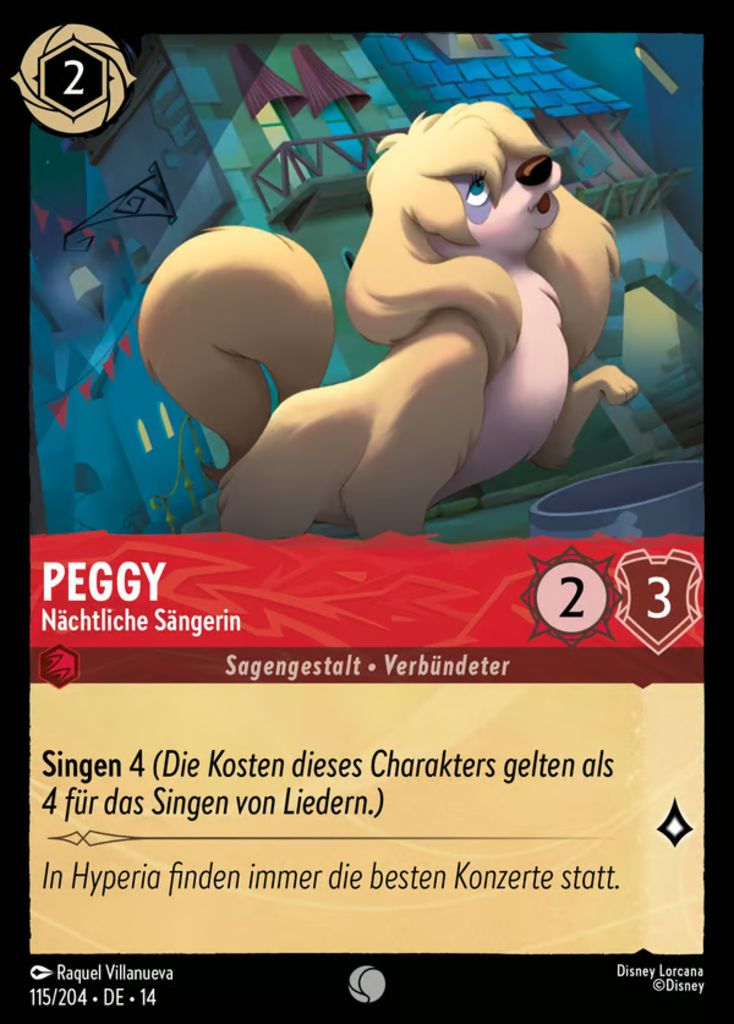 2
PEGGY
Nächtliche Sängerin
2
3
Sagengestalt • Verbündeter
Singen 4 (Die Kosten dieses Charakters gelten als
4 für das Singen von Liedern.)
In Hyperia finden immer die besten Konzerte statt.
Raquel Villanueva
115/204 • DE • 14
Disney Lorcana
©Disney